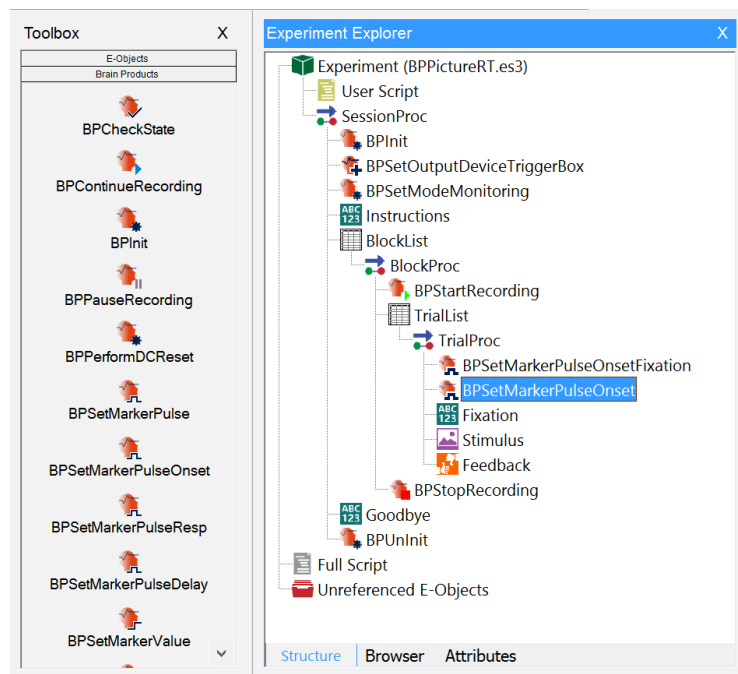 Toolbox X
E-Objects
Brain Products
BPCheckState
BPContinueRecording
BPInit
BPPauseRecording
BPPerformDCReset
BPSetMarkerPulse
BPSetMarkerPulseOnset
BPSetMarkerPulseResp
BPSetMarkerPulseDelay
BPSetMarkerValue
Experiment Explorer X
Experiment (BPPictureRT.es3)
User Script
SessionProc
BPInit
BPSetOutputDeviceTriggerBox
BPSetModeMonitoring
ABC
123 Instructions
BlockList
BlockProc
BPStartRecording
TrialList
TrialProc
BPSetMarkerPulseOnsetFixation
BPSetMarkerPulseOnset
ABC
123 Fixation
Stimulus
Feedback
BPStopRecording
ABC
123 Goodbye
BPUnInit
Full Script
Unreferenced E-Objects
Structure Browser Attributes